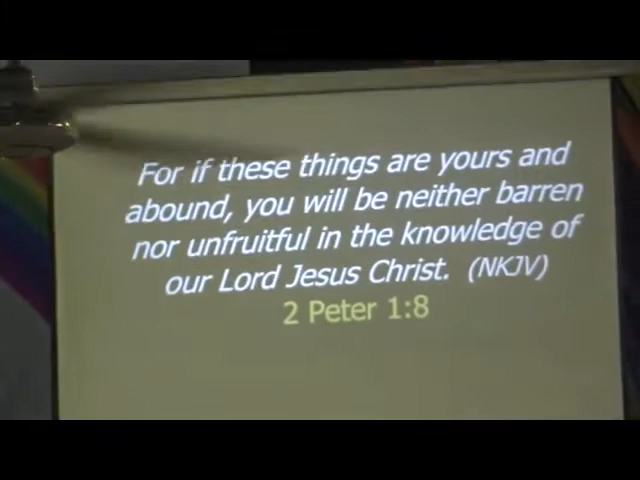 For if these things are yours and
abound, you will be neither barren
nor unfruitful in the knowledge of
our Lord Jesus Christ. (NKJV)
2 Peter 1:8